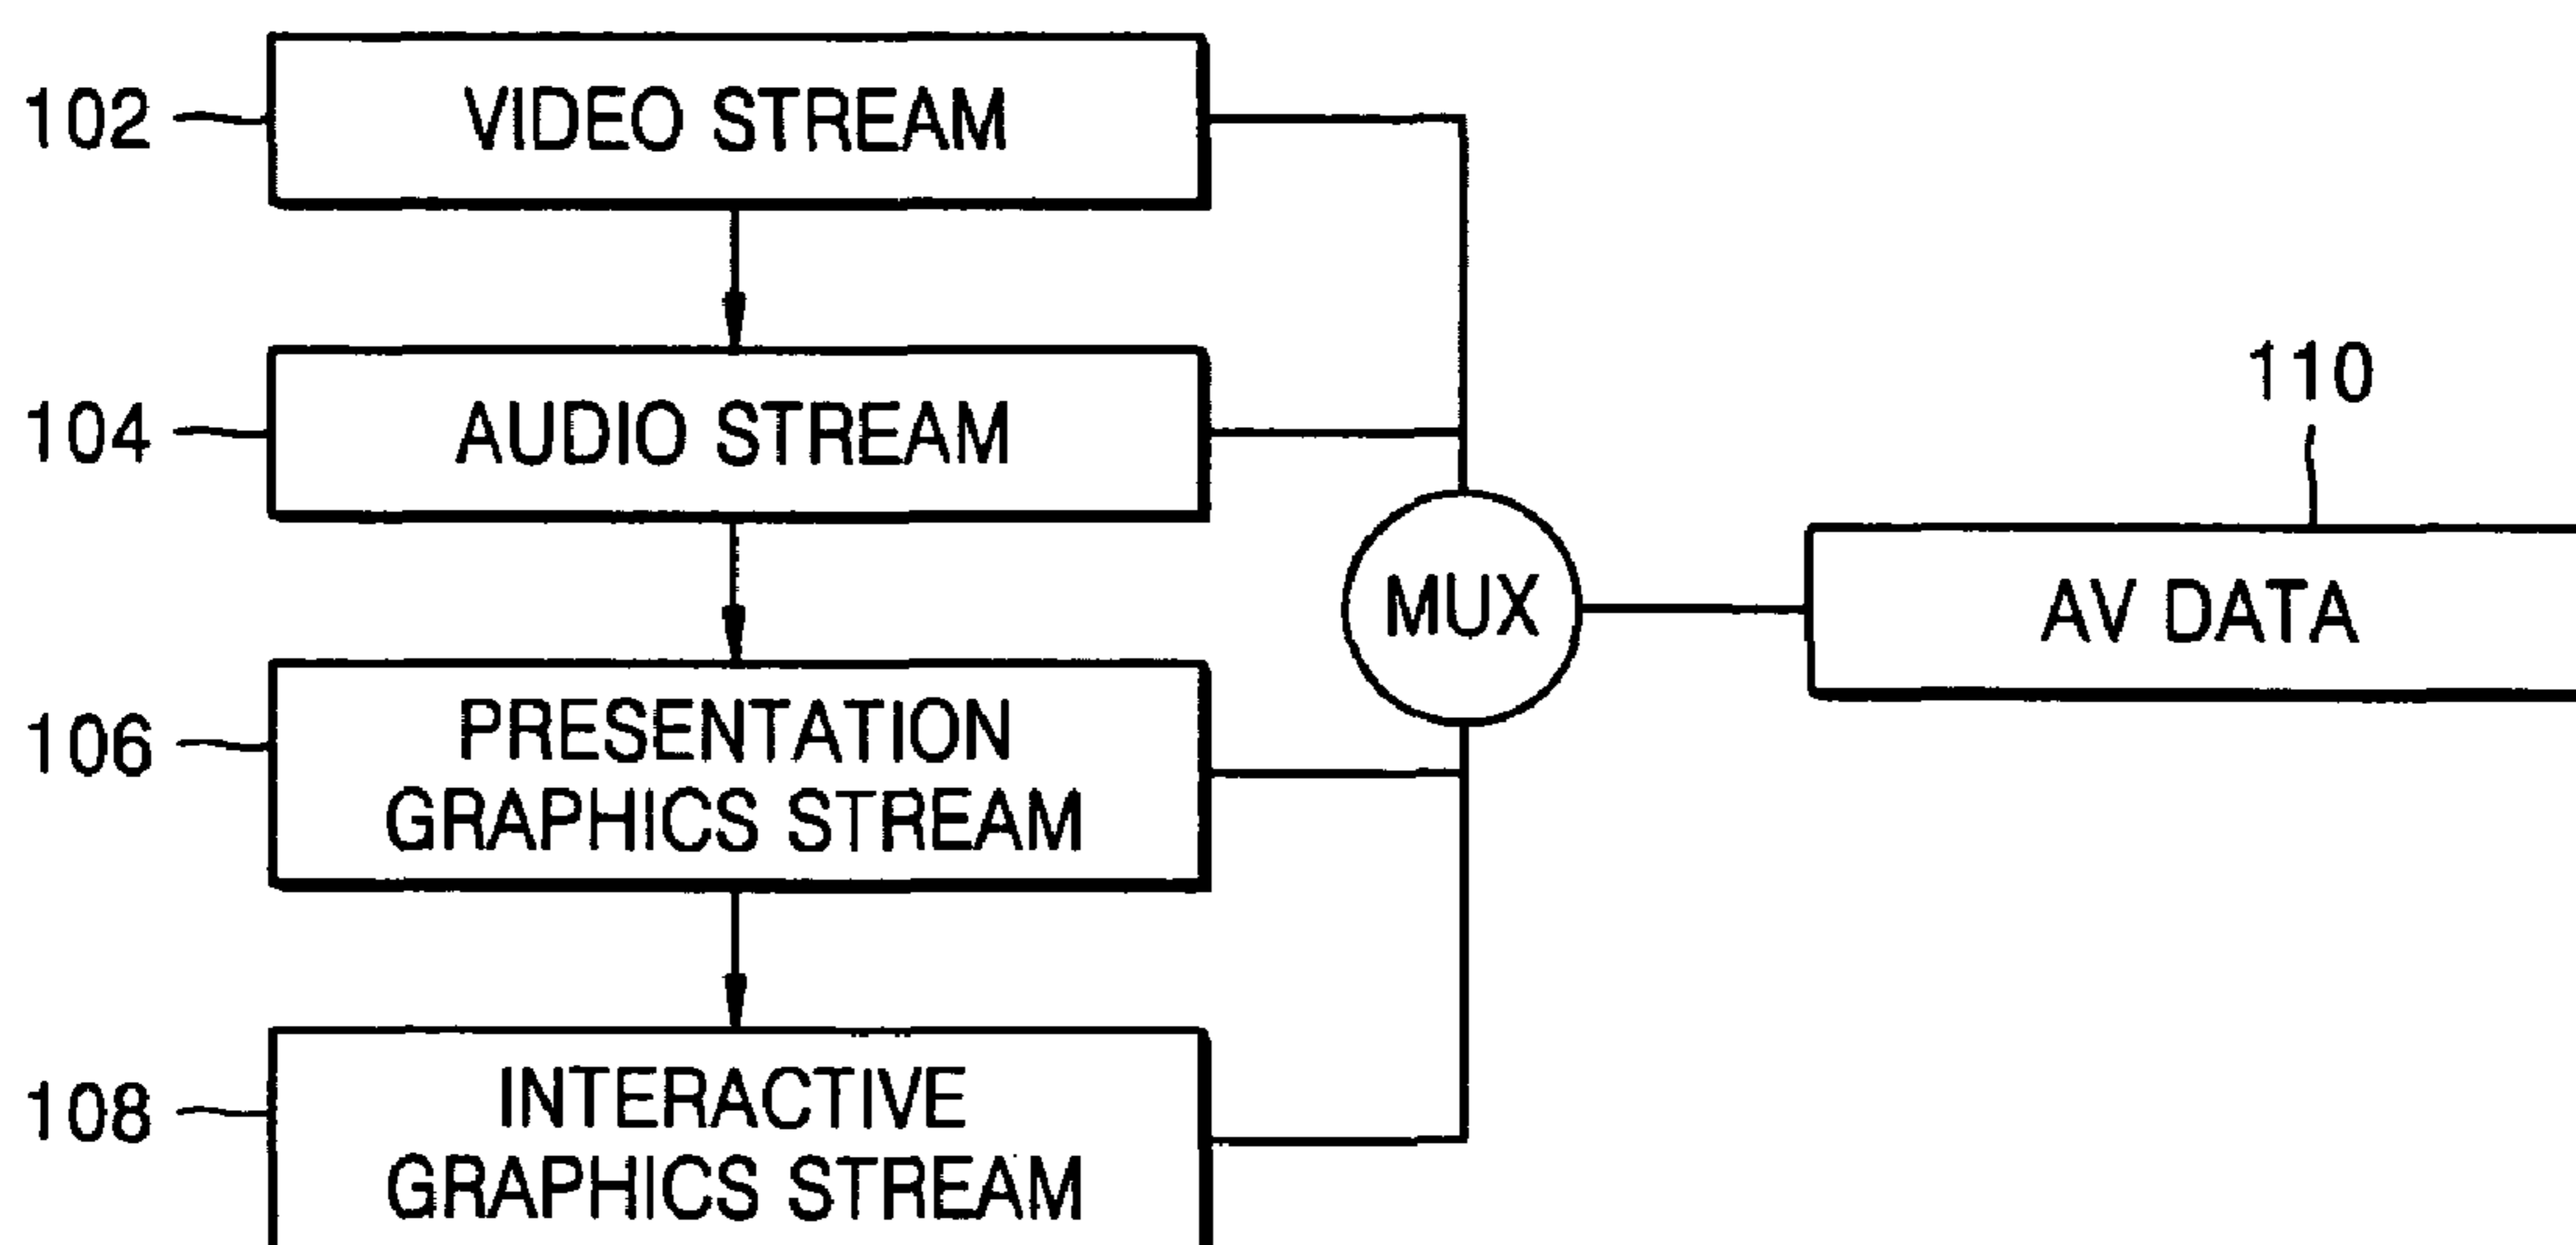 102
VIDEO STREAM
104
AUDIO STREAM
110
MUX
AV DATA
106
PRESENTATION
GRAPHICS STREAM
108
INTERACTIVE
GRAPHICS STREAM